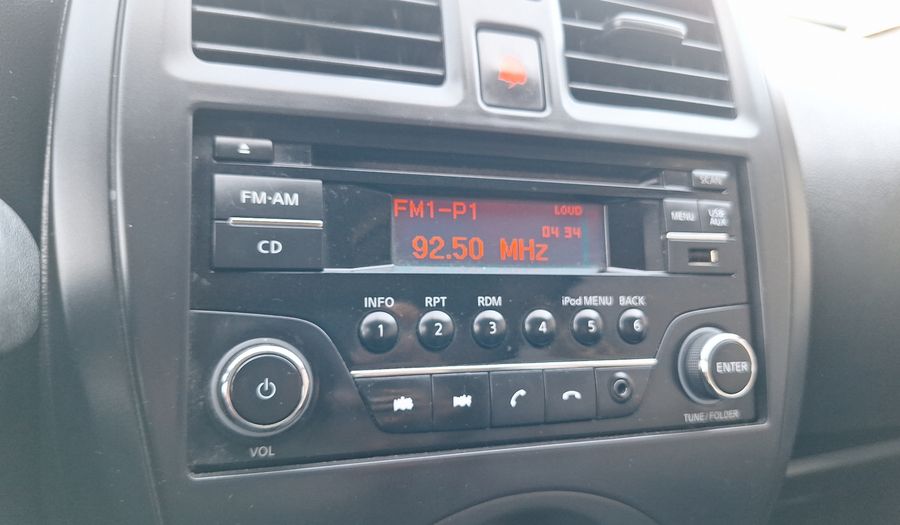 FM·AM
CD
FM1-P1 LOUD
04 34
92.50 MHz
SCAN
MENU
USB
AUX
INFO RPT RDM iPod MENU BACK
1 2 3 4 5 6
VOL
ENTER
TUNE/FOLDER